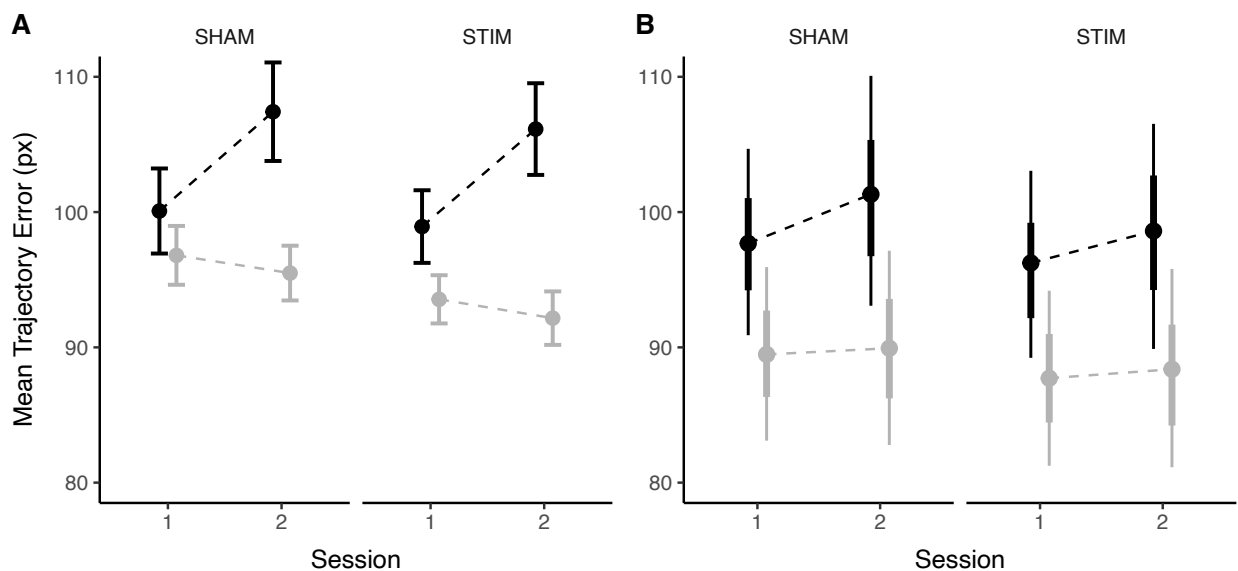 A
B
SHAM
STIM
SHAM
STIM
Mean Trajectory Error (px)
110
100
90
80
110
100
90
80
1
2
1
2
1
2
1
2
Session
Session